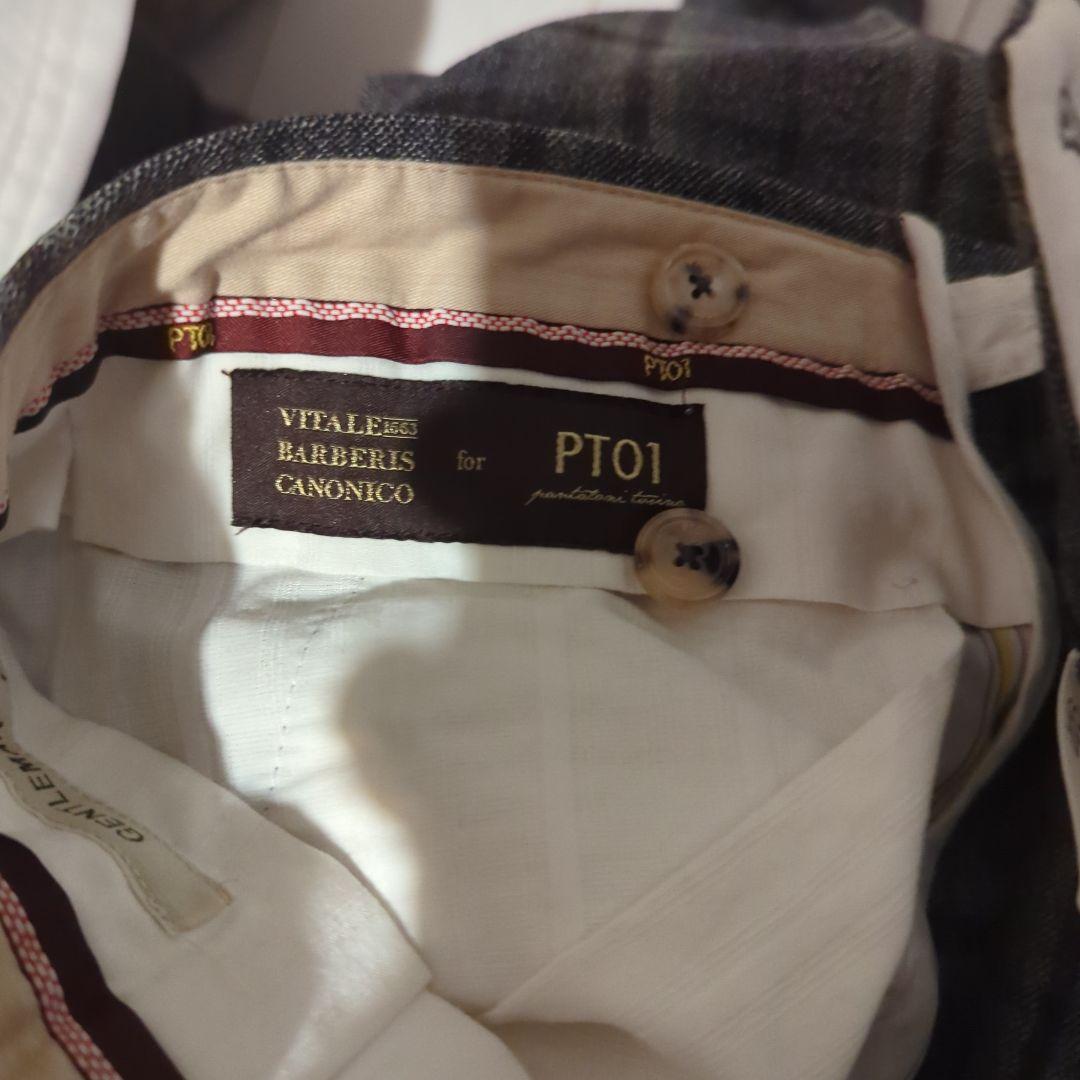 PT01
PT01
VITALE 1663
BARBERIS
CANONICO
for
PT01
pantaloni torino
GENTLEMAN